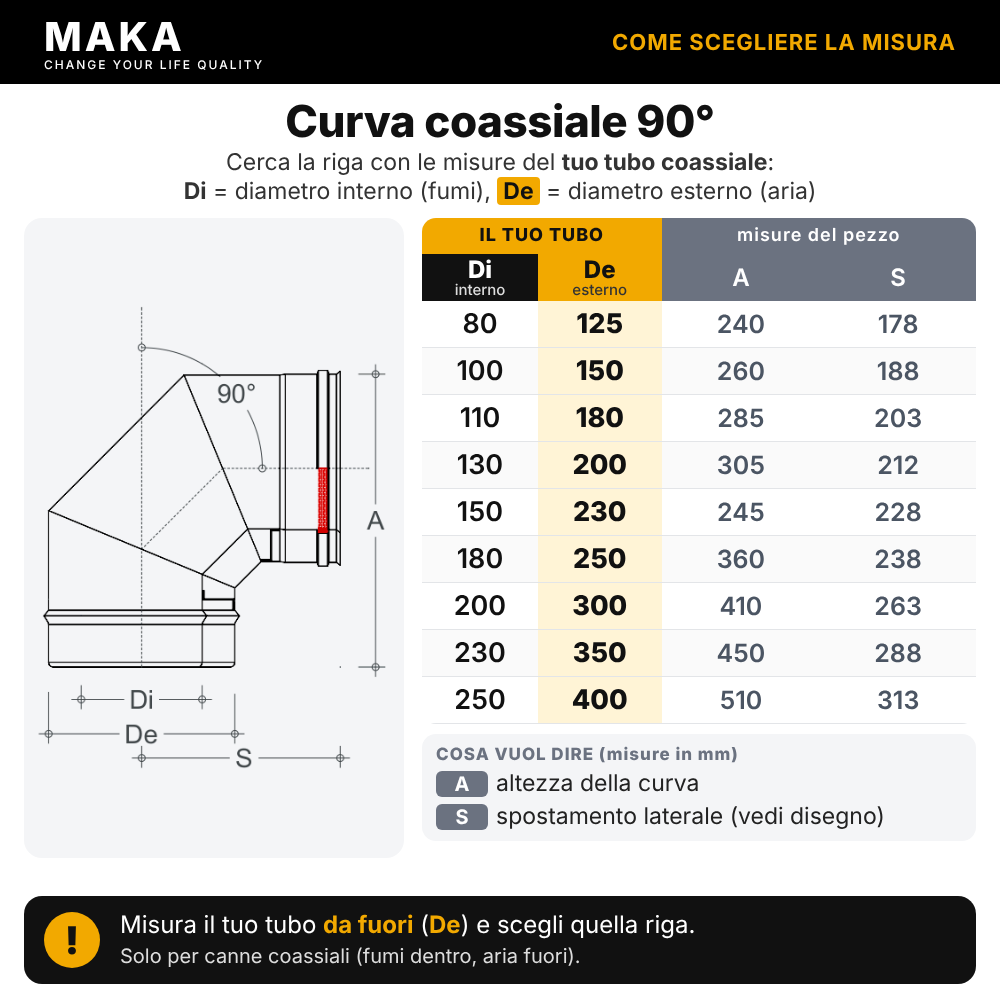 MAKA
CHANGE YOUR LIFE QUALITY
COME SCEGLIERE LA MISURA
Curva coassiale 90°
Cerca la riga con le misure del tuo tubo coassiale:
Di = diametro interno (fumi), De = diametro esterno (aria)
90°
A
Di
De
S
IL TUO TUBO misure del pezzo
Di De A S
interno esterno
80 125 240 178
100 150 260 188
110 180 285 203
130 200 305 212
150 230 245 228
180 250 360 238
200 300 410 263
230 350 450 288
250 400 510 313
COSA VUOL DIRE (misure in mm)
A altezza della curva
S spostamento laterale (vedi disegno)
! Misura il tuo tubo da fuori (De) e scegli quella riga.
Solo per canne coassiali (fumi dentro, aria fuori).